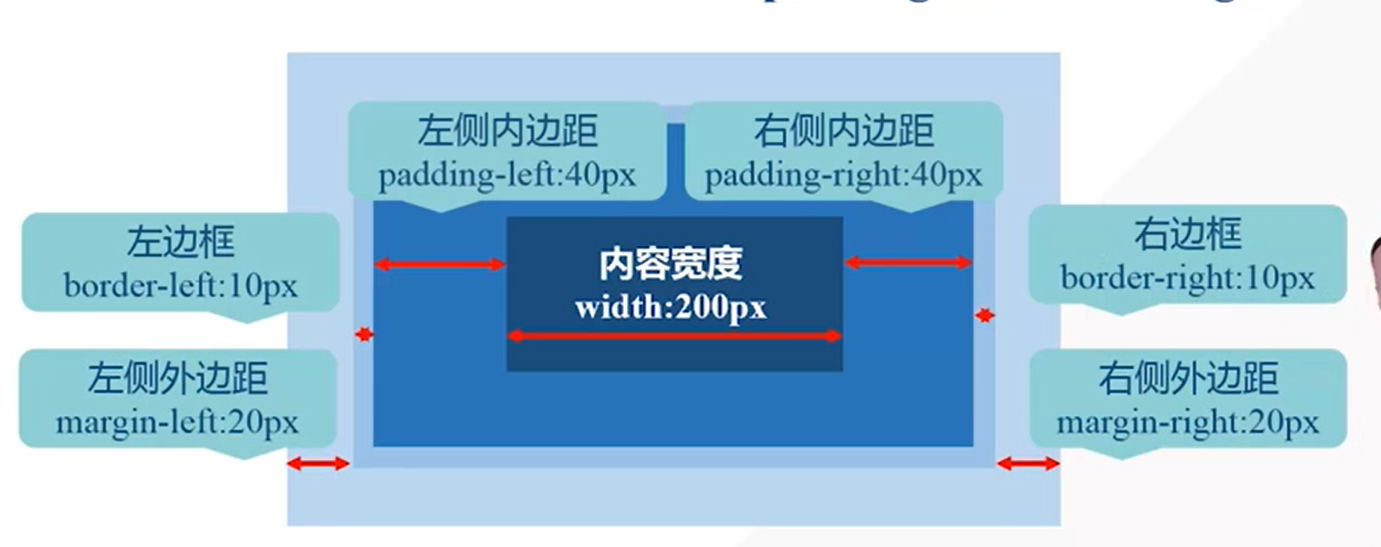 左侧内边距
padding-left:40px
右侧内边距
padding-right:40px
左边框
border-left:10px
内容宽度
width:200px
右边框
border-right:10px
左侧外边距
margin-left:20px
右侧外边距
margin-right:20px